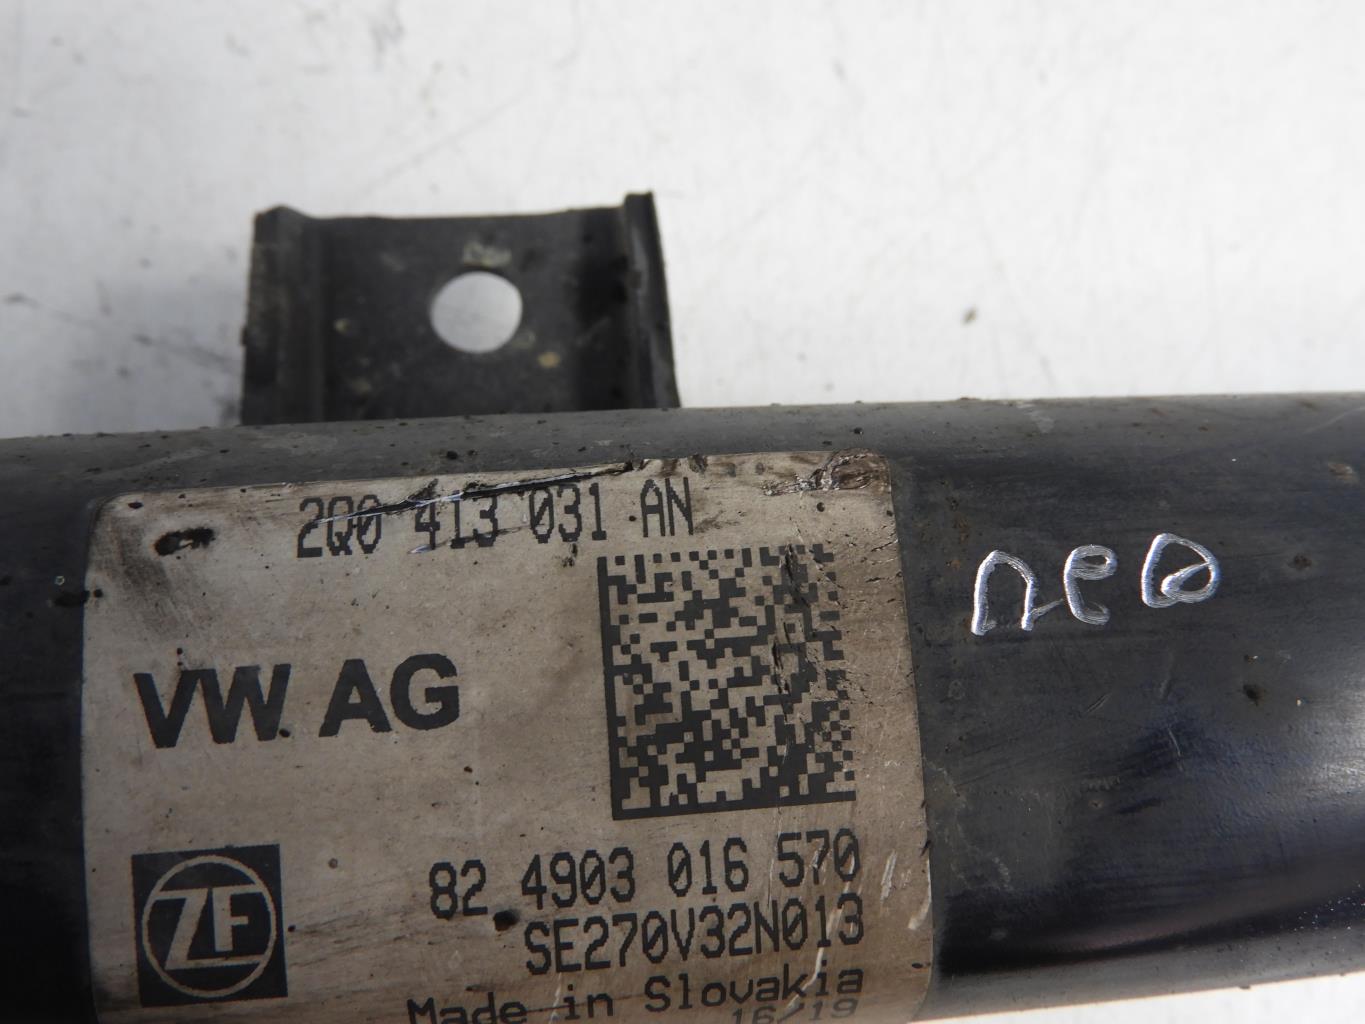 2Q0 413 031 AN
VW AG
ZF
82 4903 016 570
SE270V32N013
Made in Slovakia
16/19